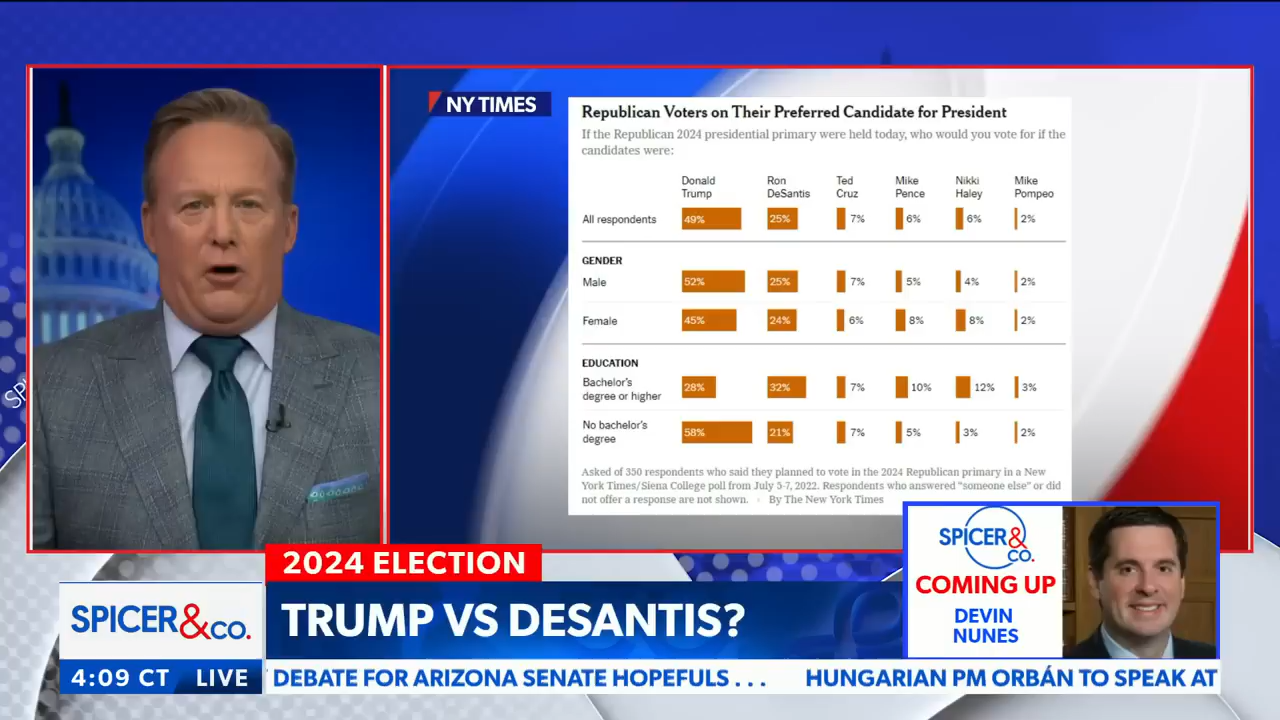 NY TIMES
Republican Voters on Their Preferred Candidate for President
If the Republican 2024 presidential primary were held today, who would you vote for if the
candidates were:
Donald Trump Ron DeSantis Ted Cruz Mike Pence Nikki Haley Mike Pompeo
All respondents 49% 25% 7% 6% 6% 2%
GENDER
Male 52% 25% 7% 5% 4% 2%
Female 45% 24% 6% 8% 8% 2%
EDUCATION
Bachelor's
degree or higher 28% 32% 7% 10% 12% 3%
No bachelor's
degree 58% 21% 7% 5% 3% 2%
Asked of 350 respondents who said they planned to vote in the 2024 Republican primary in a New
York Times/Siena College poll from July 5-7, 2022. Respondents who answered "someone else" or did
not offer a response are not shown. · By The New York Times
SPICER&
CO.
COMING UP
DEVIN
NUNES
2024 ELECTION
SPICER&CO.
TRUMP VS DESANTIS?
4:09 CT LIVE
DEBATE FOR ARIZONA SENATE HOPEFULS . . . HUNGARIAN PM ORBÁN TO SPEAK AT